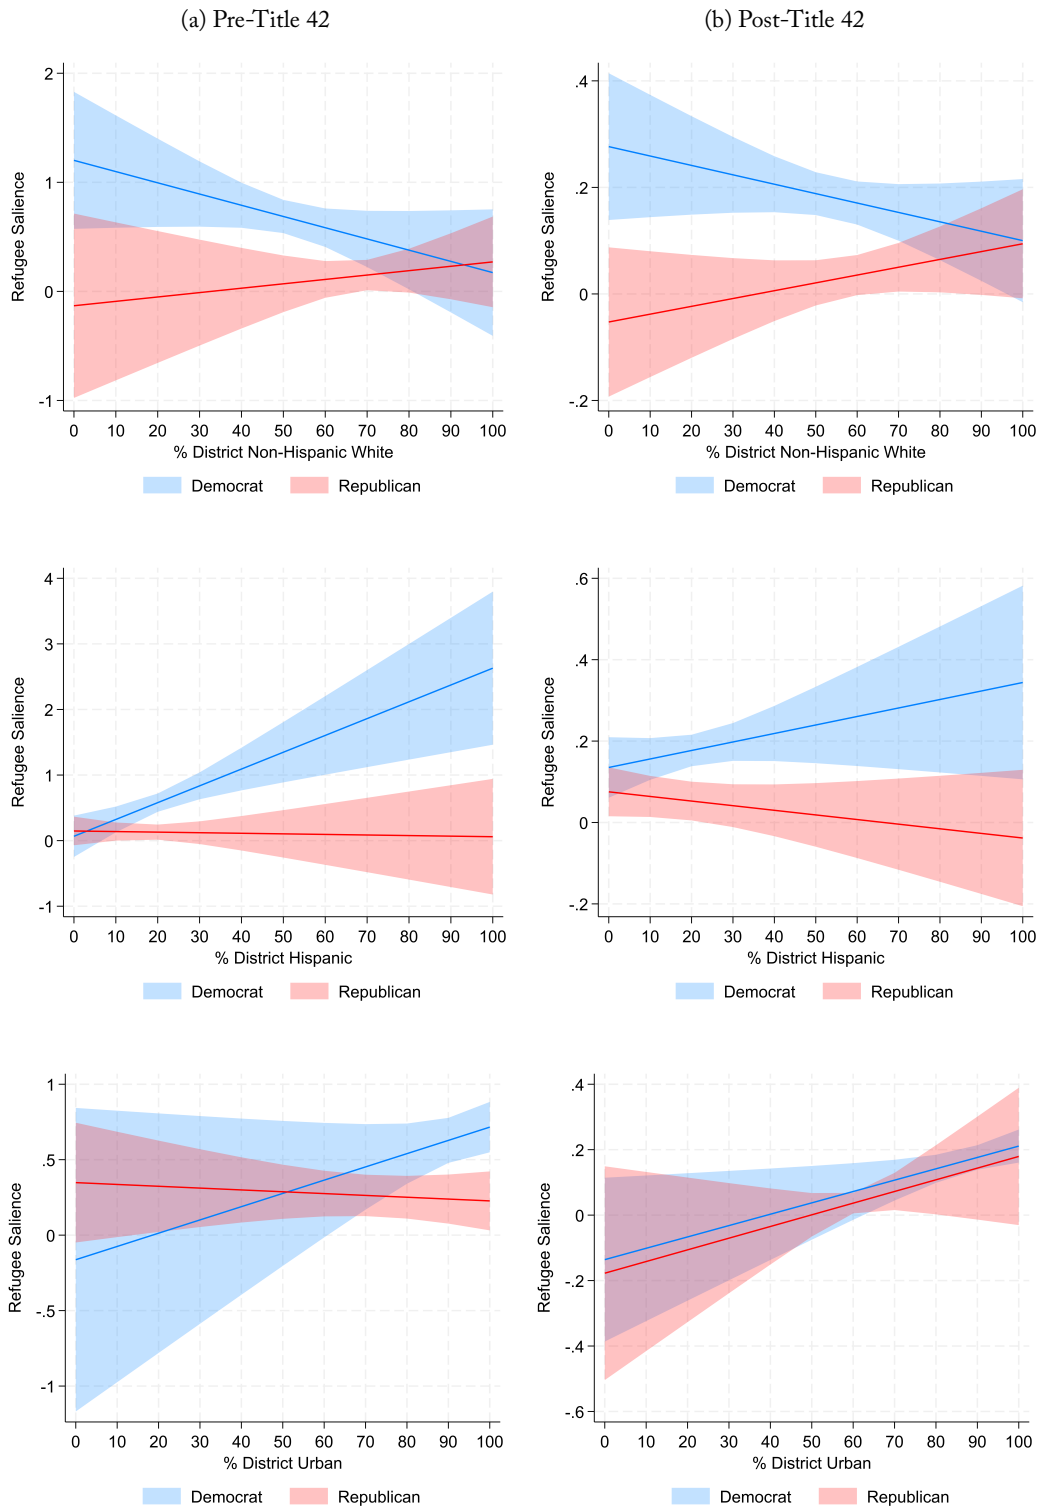 (a) Pre-Title 42
(b) Post-Title 42
2
1
0
-1
Refugee Salience
0 10 20 30 40 50 60 70 80 90 100
% District Non-Hispanic White
Democrat Republican
.4
.2
0
-.2
Refugee Salience
0 10 20 30 40 50 60 70 80 90 100
% District Non-Hispanic White
Democrat Republican
4
3
2
1
0
-1
Refugee Salience
0 10 20 30 40 50 60 70 80 90 100
% District Hispanic
Democrat Republican
.6
.4
.2
0
-.2
Refugee Salience
0 10 20 30 40 50 60 70 80 90 100
% District Hispanic
Democrat Republican
1
.5
0
-.5
-1
Refugee Salience
0 10 20 30 40 50 60 70 80 90 100
% District Urban
Democrat Republican
.4
.2
0
-.2
-.4
-.6
Refugee Salience
0 10 20 30 40 50 60 70 80 90 100
% District Urban
Democrat Republican